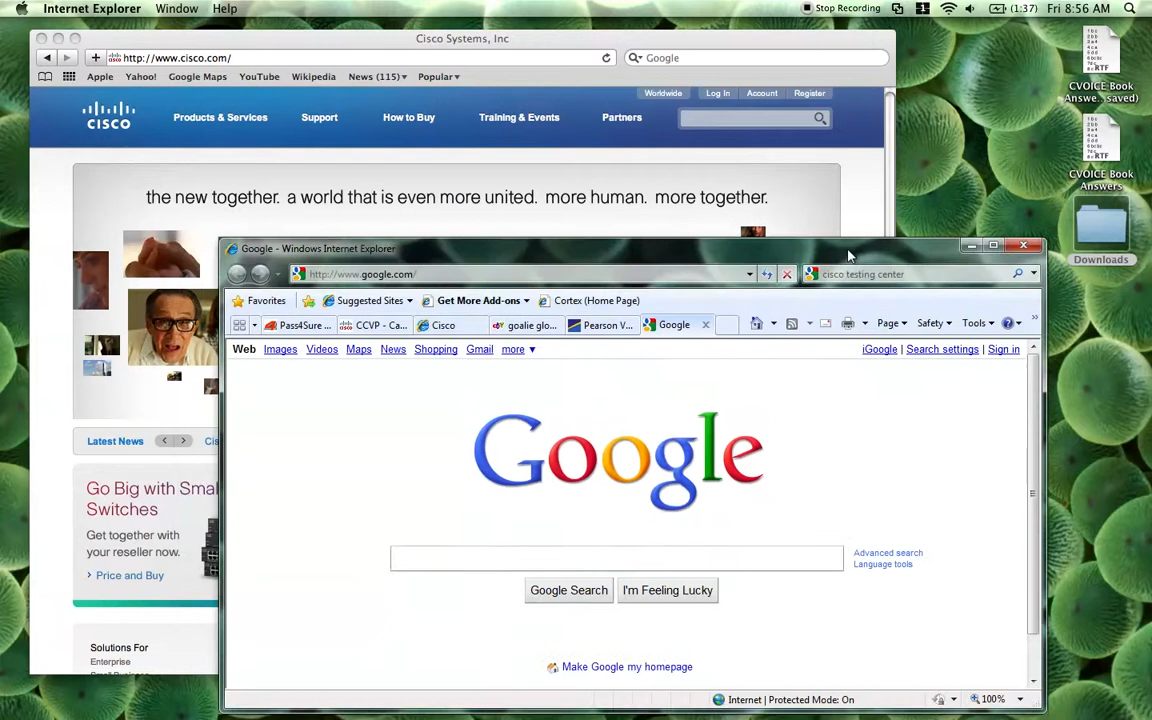 Internet Explorer Window Help
Stop Recording 1 (1:37) Fri 8:56 AM
Cisco Systems, Inc
http://www.cisco.com/
Google
Apple Yahoo! Google Maps YouTube Wikipedia News (115) Popular
Worldwide Log In Account Register
CISCO
Products & Services Support How to Buy Training & Events Partners
the new together. a world that is even more united. more human. more together.
Latest News
Cis
Go Big with Smal
Switches
Get together with
your reseller now.
Price and Buy
Solutions For
Enterprise
RTF
CVOICE Book
Answe.. saved)
RTF
CVOICE Book
Answers
Downloads
Google - Windows Internet Explorer
http://www.google.com/
cisco testing center
Favorites Suggested Sites Get More Add-ons Cortex (Home Page)
Pass4Sure ... CCVP - Ca... Cisco goalie glo... Pearson V... Google x
Page Safety Tools
Web Images Videos Maps News Shopping Gmail more ▼
iGoogle | Search settings | Sign in
Google
Advanced search
Language tools
Google Search I'm Feeling Lucky
Make Google my homepage
Internet | Protected Mode: On
100%